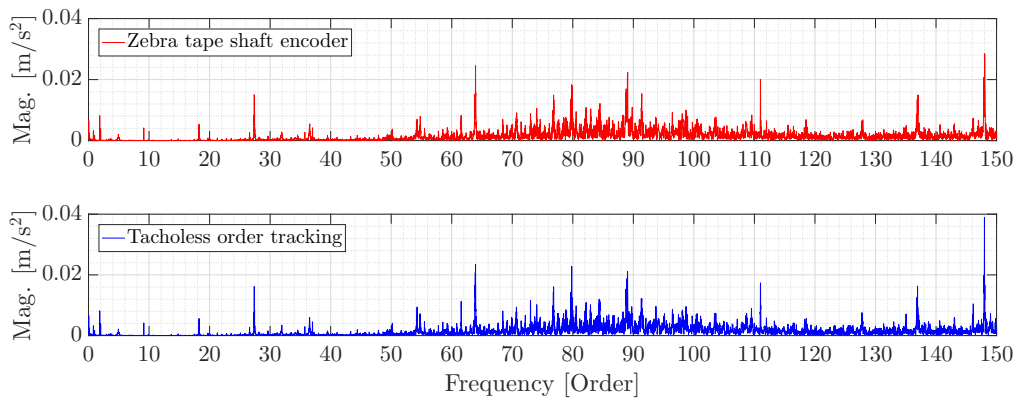 0.04
0.02
0
Mag. [m/s²]
Zebra tape shaft encoder
0 10 20 30 40 50 60 70 80 90 100 110 120 130 140 150
0.04
0.02
0
Mag. [m/s²]
Tacholess order tracking
0 10 20 30 40 50 60 70 80 90 100 110 120 130 140 150
Frequency [Order]